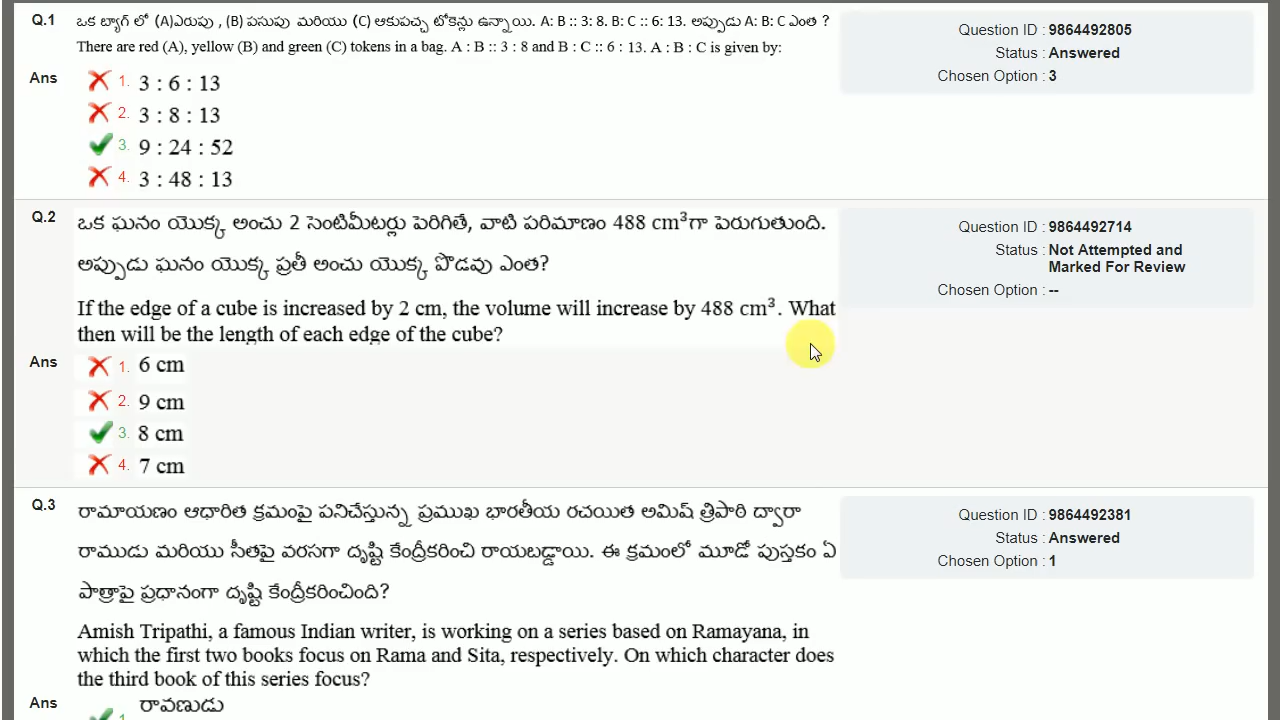 Q.1 ఒక బ్యాగ్ లో (A)ఎరుపు , (B) పసుపు మరియు (C) ఆకుపచ్చ టోకెన్లు ఉన్నాయి. A: B :: 3: 8. B: C :: 6: 13. అప్పుడు A: B: C ఎంత ?
There are red (A), yellow (B) and green (C) tokens in a bag. A : B :: 3 : 8 and B : C :: 6 : 13. A : B : C is given by:
Question ID : 9864492805
Status : Answered
Chosen Option : 3
Ans 1. 3 : 6 : 13
2. 3 : 8 : 13
3. 9 : 24 : 52
4. 3 : 48 : 13
Q.2 ఒక ఘనం యొక్క అంచు 2 సెంటిమీటర్లు పెరిగితే, వాటి పరిమాణం 488 cm³గా పెరుగుతుంది.
అప్పుడు ఘనం యొక్క ప్రతీ అంచు యొక్క పొడవు ఎంత?
If the edge of a cube is increased by 2 cm, the volume will increase by 488 cm³. What
then will be the length of each edge of the cube?
Question ID : 9864492714
Status : Not Attempted and
Marked For Review
Chosen Option : --
Ans 1. 6 cm
2. 9 cm
3. 8 cm
4. 7 cm
Q.3 రామాయణం ఆధారిత క్రమంపై పనిచేస్తున్న ప్రముఖ భారతీయ రచయిత అమిష్ త్రిపాఠి ద్వారా
రాముడు మరియు సీతపై వరసగా దృష్టి కేంద్రీకరించి రాయబడ్డాయి. ఈ క్రమంలో మూడో పుస్తకం ఏ
పాత్రాపై ప్రధానంగా దృష్టి కేంద్రీకరించింది?
Amish Tripathi, a famous Indian writer, is working on a series based on Ramayana, in
which the first two books focus on Rama and Sita, respectively. On which character does
the third book of this series focus?
Question ID : 9864492381
Status : Answered
Chosen Option : 1
Ans 1. రావణుడు